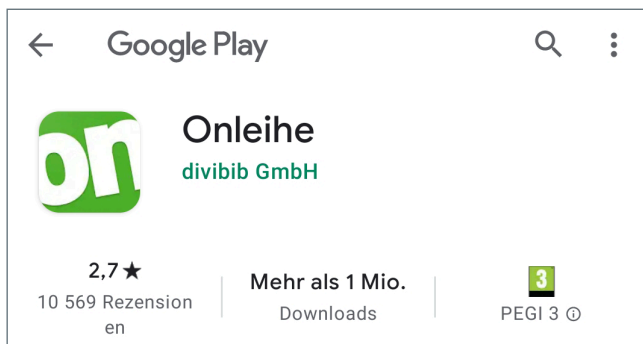 Google Play
on
Onleihe
divibib GmbH
2,7★
10 569 Rezension
en
Mehr als 1 Mio.
Downloads
3
PEGI 3 ⓘ